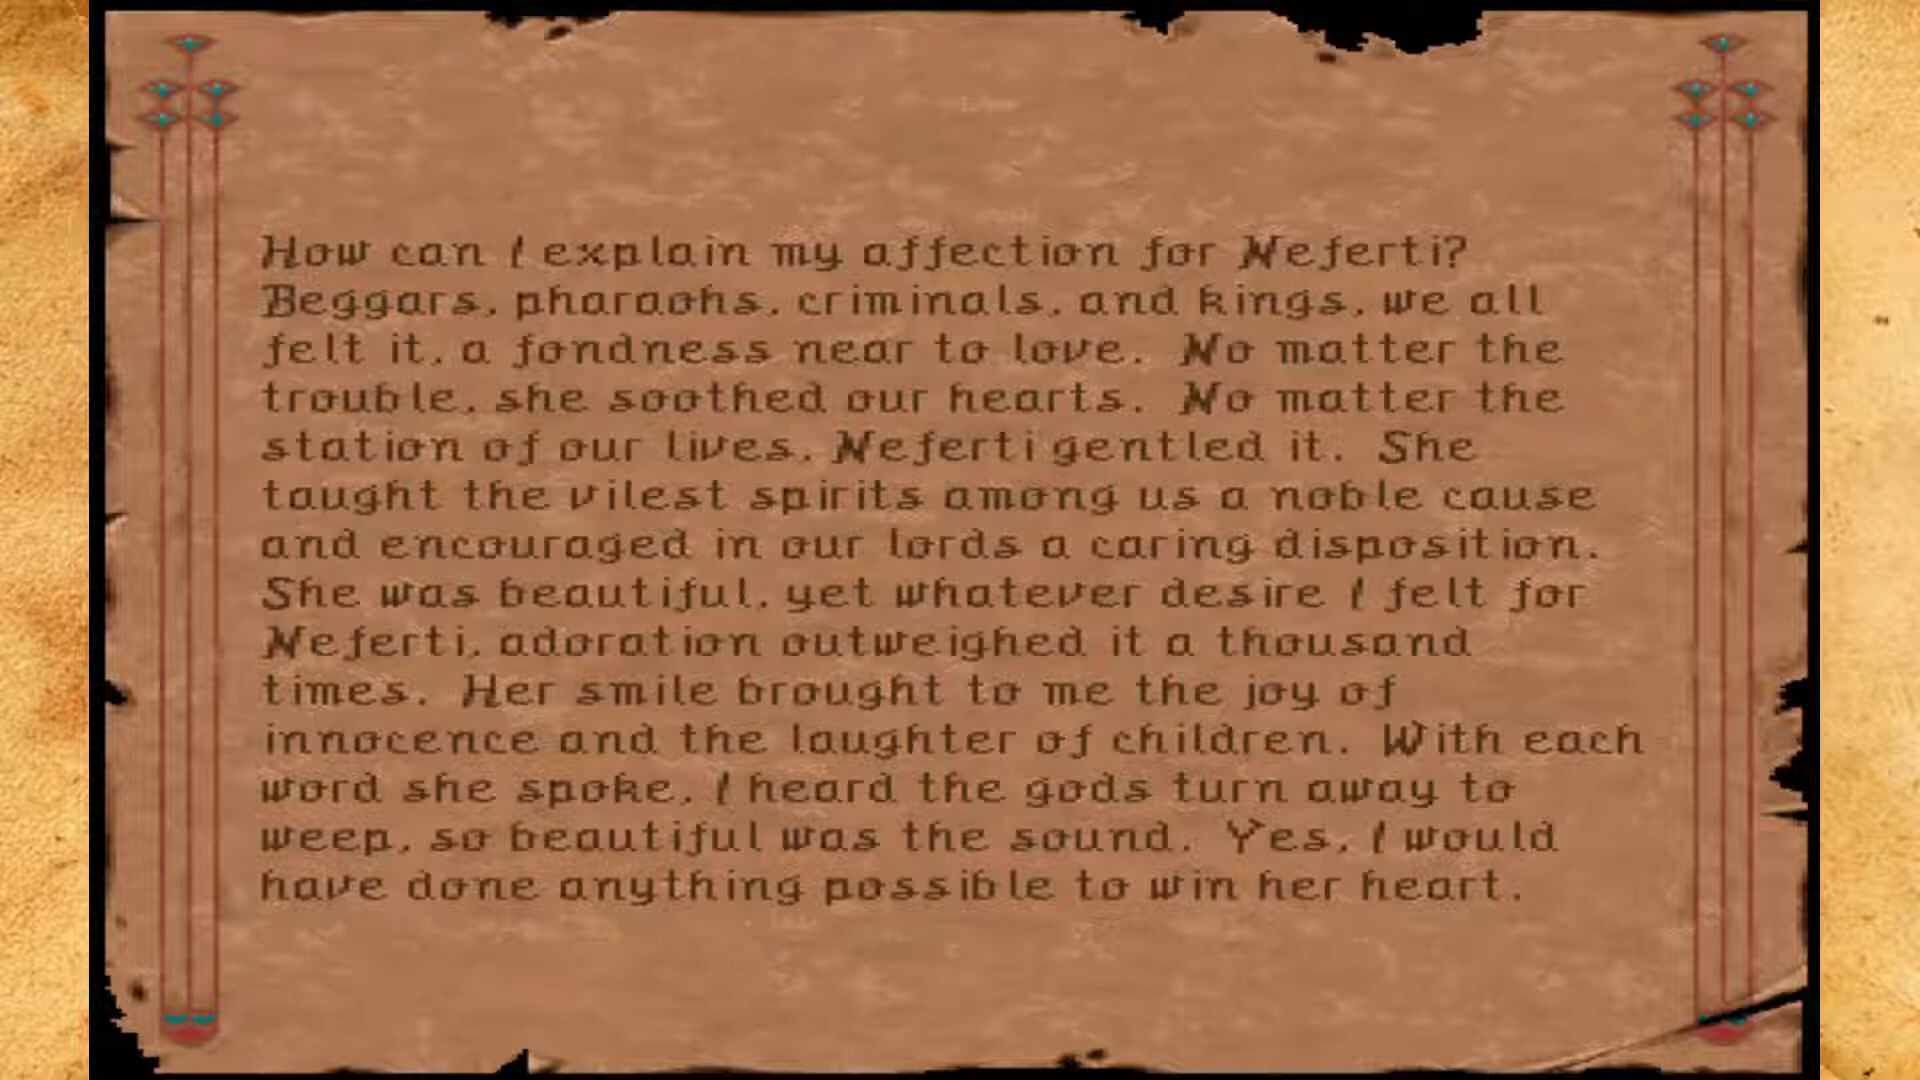 How can I explain my affection for Neferti?
Beggars, pharaohs, criminals, and kings, we all
felt it, a fondness near to love. No matter the
trouble, she soothed our hearts. No matter the
station of our lives, Neferti gentled it. She
taught the vilest spirits among us a noble cause
and encouraged in our lords a caring disposition.
She was beautiful, yet whatever desire I felt for
Neferti, adoration outweighed it a thousand
times. Her smile brought to me the joy of
innocence and the laughter of children. With each
word she spoke, I heard the gods turn away to
weep, so beautiful was the sound. Yes, I would
have done anything possible to win her heart.